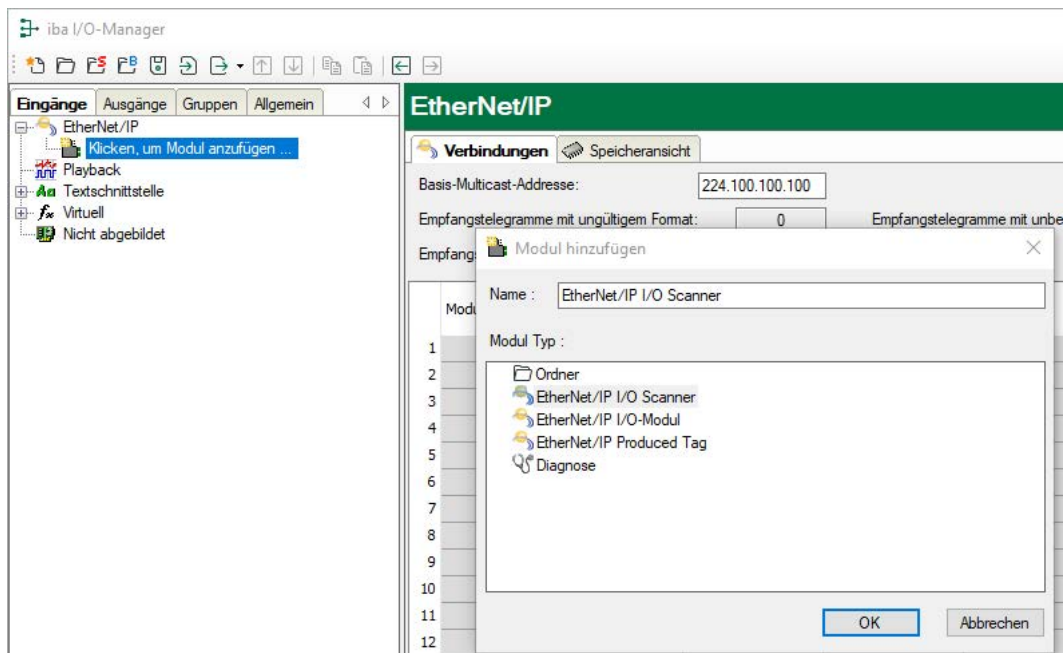 iba I/O-Manager
Eingänge Ausgänge Gruppen Allgemein
EtherNet/IP
Klicken, um Modul anzufügen ...
Playback
Textschnittstelle
Virtuell
Nicht abgebildet
EtherNet/IP
Verbindungen Speicheransicht
Basis-Multicast-Addresse: 224.100.100.100
Empfangstelegramme mit ungültigem Format: 0 Empfangstelegramme mit unbe
Empfang
Modu
1
2
3
4
5
6
7
8
9
10
11
12
Modul hinzufügen
Name : EtherNet/IP I/O Scanner
Modul Typ :
Ordner
EtherNet/IP I/O Scanner
EtherNet/IP I/O-Modul
EtherNet/IP Produced Tag
Diagnose
OK Abbrechen